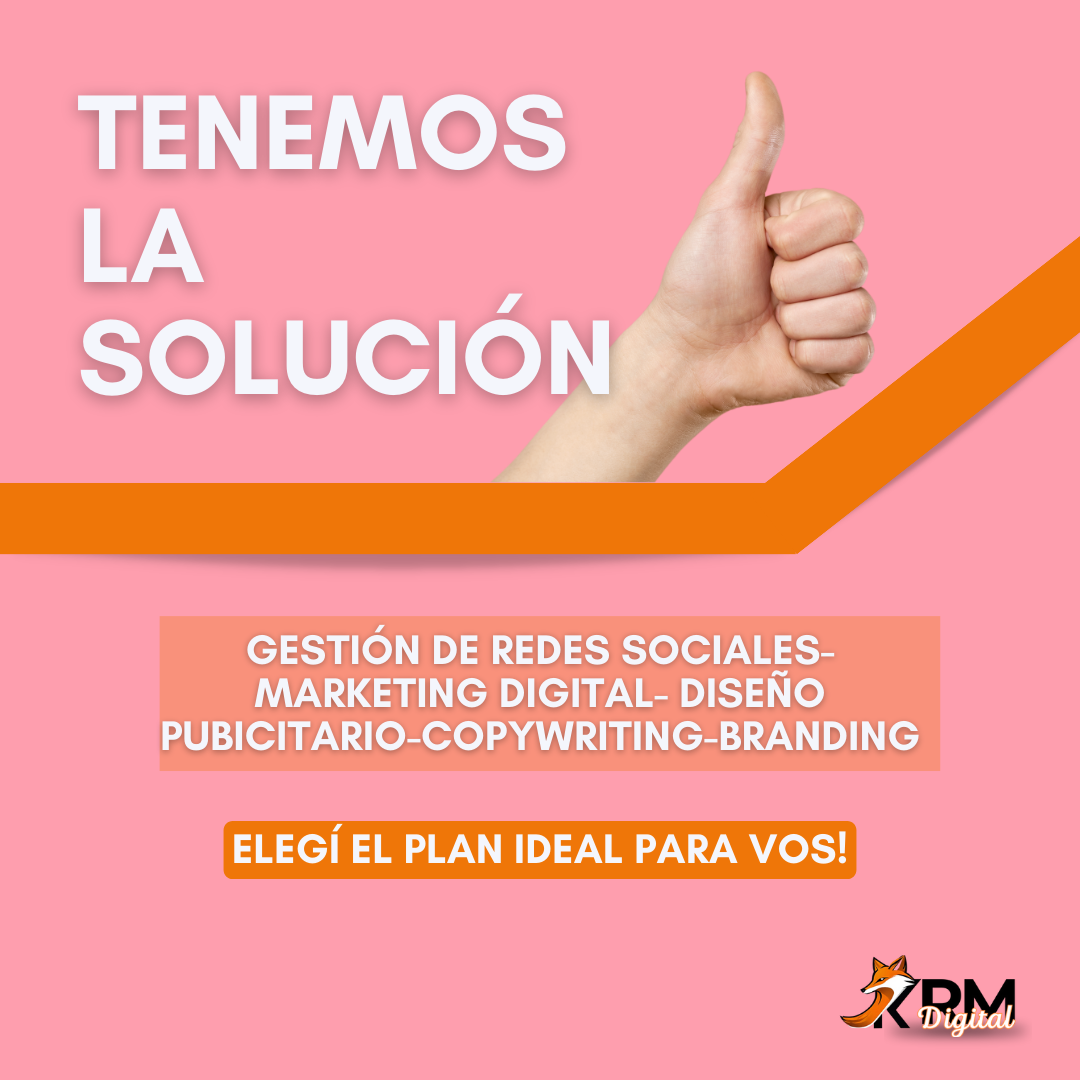 TENEMOS
LA
SOLUCIÓN
GESTIÓN DE REDES SOCIALES-
MARKETING DIGITAL- DISEÑO
PUBICITARIO-COPYWRITING-BRANDING
ELEGÍ EL PLAN IDEAL PARA VOS!
KRM
Digital